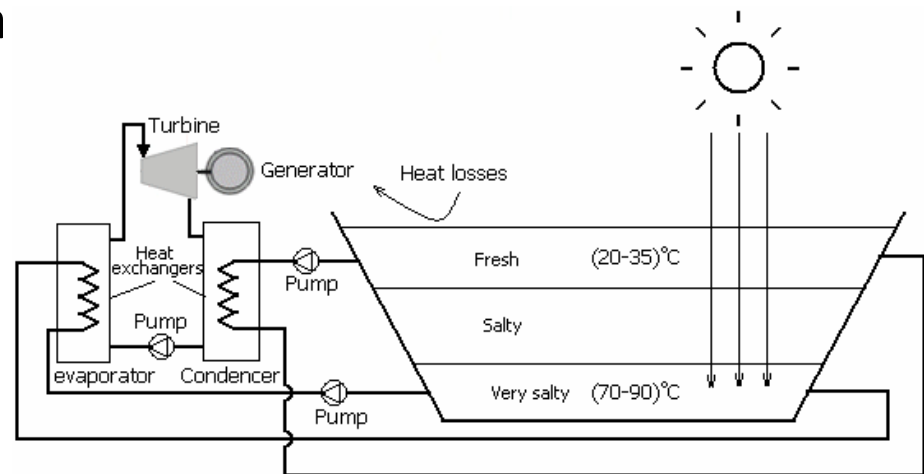 Turbine
Generator
Heat losses
Heat
exchangers
Fresh (20-35)°C
Pump
Salty
Pump
evaporator Condencer
Very salty (70-90)°C
Pump